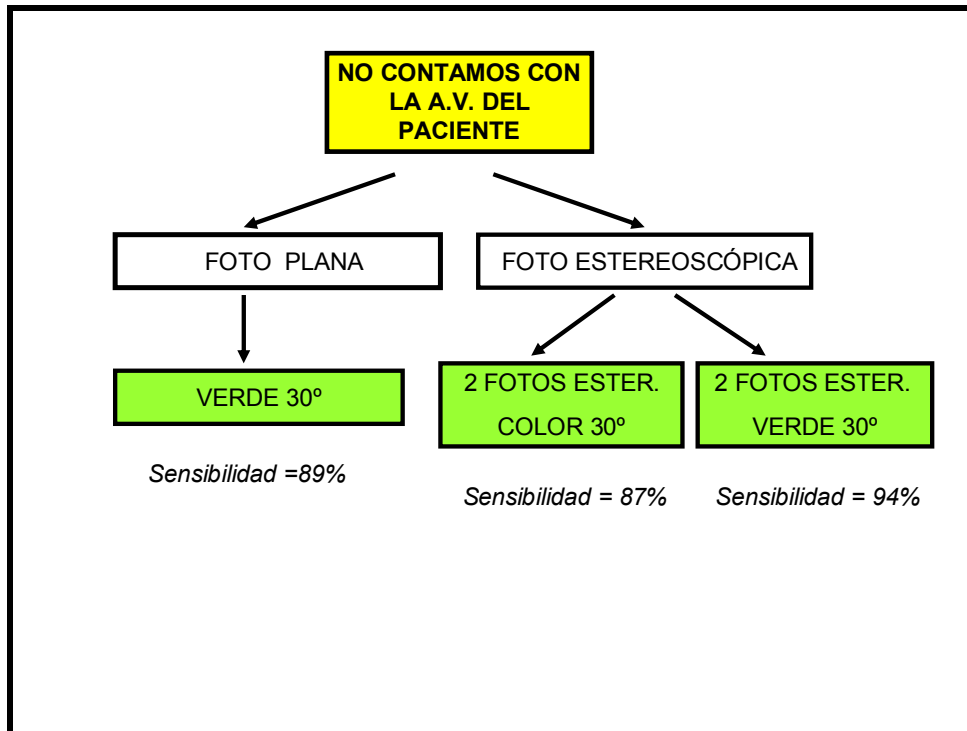 NO CONTAMOS CON
LA A.V. DEL
PACIENTE
FOTO PLANA
FOTO ESTEREOSCÓPICA
VERDE 30º
2 FOTOS ESTER.
COLOR 30º
2 FOTOS ESTER.
VERDE 30º
Sensibilidad =89%
Sensibilidad = 87%
Sensibilidad = 94%